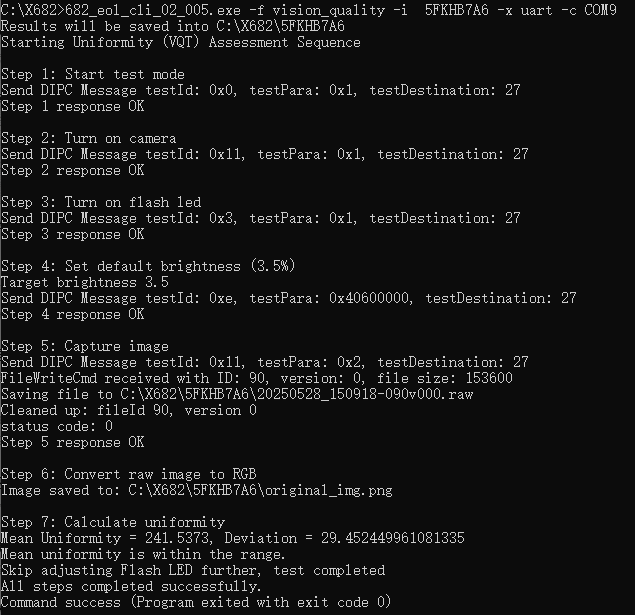 C:\X682>682_eol_cli_02_005.exe -f vision_quality -i  5FKHB7A6 -x uart -c COM9
Results will be saved into C:\X682\5FKHB7A6
Starting Uniformity (VQT) Assessment Sequence
Step 1: Start test mode
Send DIPC Message testId: 0x0, testPara: 0x1, testDestination: 27
Step 1 response OK
Step 2: Turn on camera
Send DIPC Message testId: 0x11, testPara: 0x1, testDestination: 27
Step 2 response OK
Step 3: Turn on flash led
Send DIPC Message testId: 0x3, testPara: 0x1, testDestination: 27
Step 3 response OK
Step 4: Set default brightness (3.5%)
Target brightness 3.5
Send DIPC Message testId: 0xe, testPara: 0x40600000, testDestination: 27
Step 4 response OK
Step 5: Capture image
Send DIPC Message testId: 0x11, testPara: 0x2, testDestination: 27
FileWriteCmd received with ID: 90, version: 0, file size: 153600
Saving file to C:\X682\5FKHB7A6\20250528_150918-090v000.raw
Cleaned up: fileId 90, version 0
status code: 0
Step 5 response OK
Step 6: Convert raw image to RGB
Image saved to: C:\X682\5FKHB7A6\original_img.png
Step 7: Calculate uniformity
Mean Uniformity = 241.5373, Deviation = 29.452449961081335
Mean uniformity is within the range.
Skip adjusting Flash LED further, test completed
All steps completed successfully.
Command success (Program exited with exit code 0)